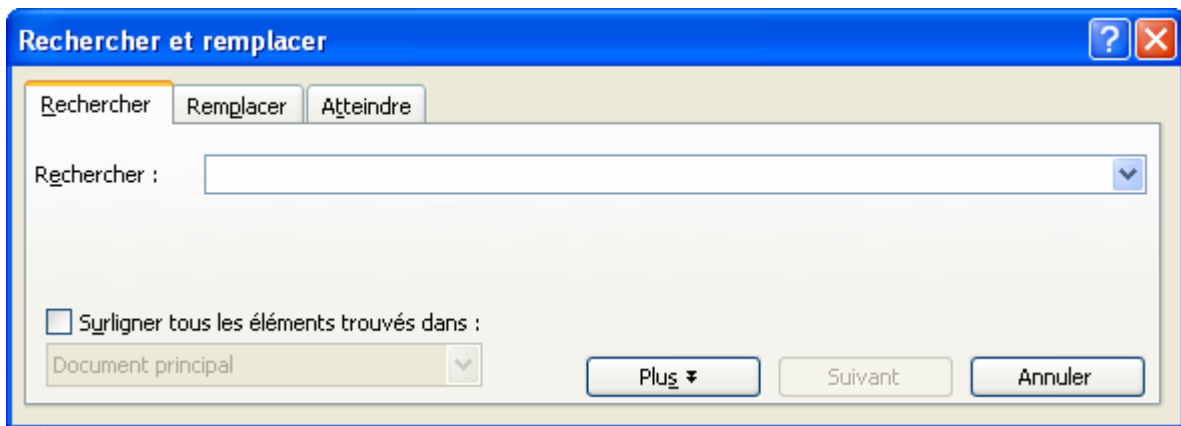 Rechercher et remplacer
Rechercher Remplacer Atteindre
Rechercher :
Surligner tous les éléments trouvés dans :
Document principal
Plus Suivant Annuler